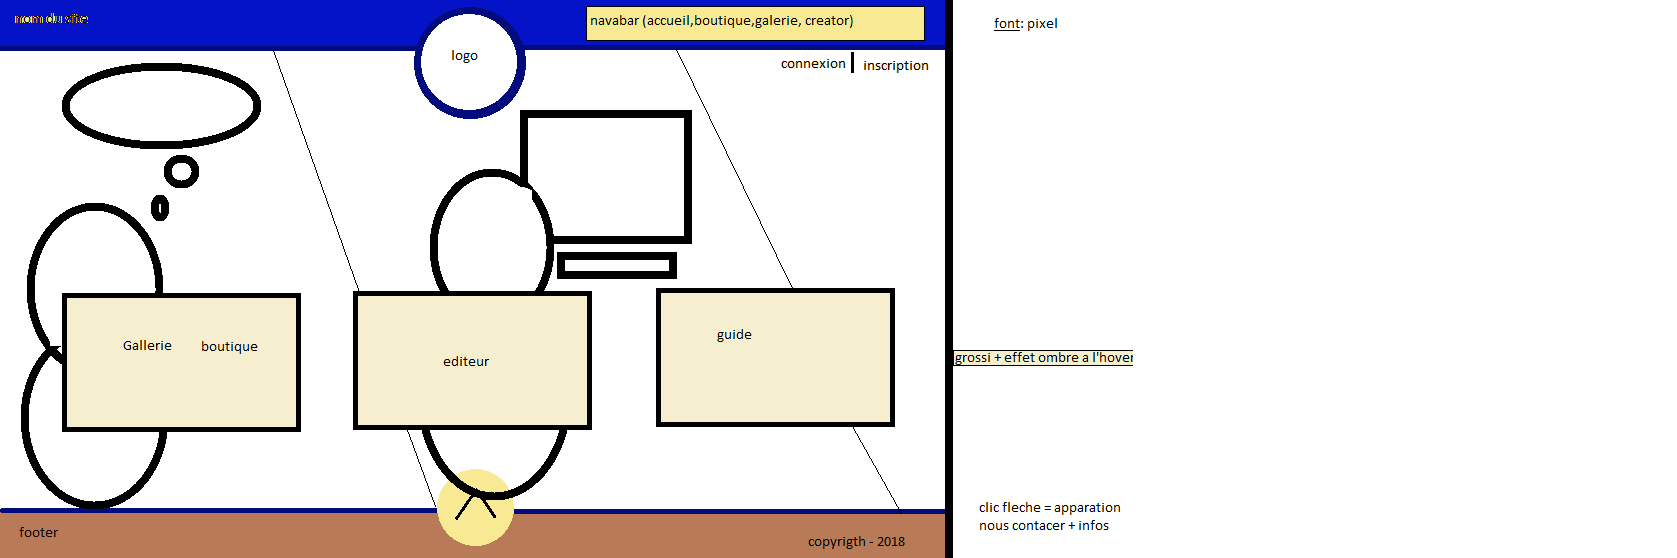 nom du site
navabar (accueil,boutique,galerie, creator)
font: pixel
logo
connexion
inscription
Gallerie
boutique
editeur
guide
grossi + effet ombre a l'hover
clic fleche = apparation
nous contacer + infos
footer
copyrigth - 2018